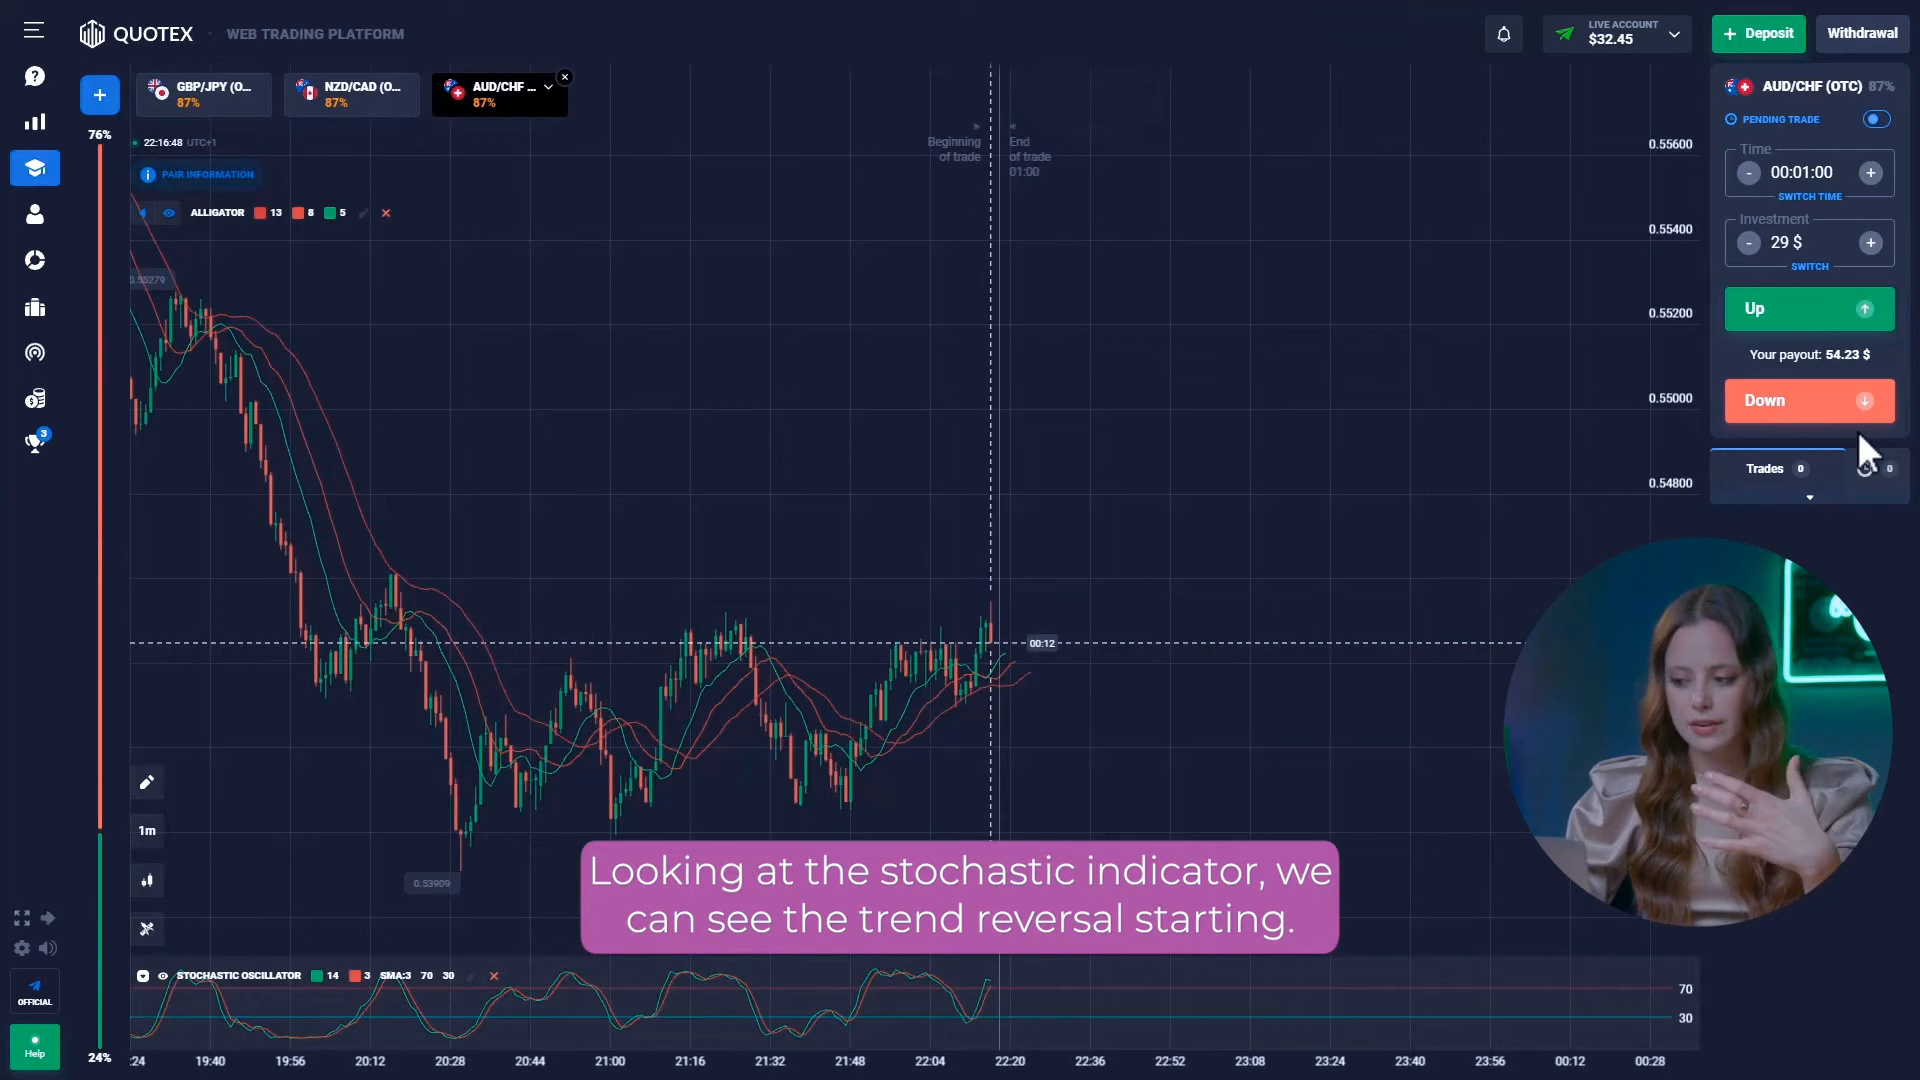 QUOTEX
WEB TRADING PLATFORM
LIVE ACCOUNT
$32.45
Deposit
Withdrawal
GBP/JPY (O...
87%
NZD/CAD (O...
87%
AUD/CHF ...
87%
AUD/CHF (OTC) 87%
PENDING TRADE
Time
- 00:01:00 +
SWITCH TIME
Investment
- 29 $ +
SWITCH
Up
Your payout: 54.23 $
Down
Trades 0
0
76%
22:16:48 UTC+1
PAIR INFORMATION
ALLIGATOR 13 8 5
Beginning
of trade
End
of trade
01:00
0.55600
0.55400
0.55200
0.55000
0.54800
0.55279
00:12
3
1m
0.53909
Looking at the stochastic indicator, we
can see the trend reversal starting.
STOCHASTIC OSCILLATOR 14 3 SMA:3 70 30
70
30
OFFICIAL
Help
24%
:24 19:40 19:56 20:12 20:28 20:44 21:00 21:16 21:32 21:48 22:04 22:20 22:36 22:52 23:08 23:24 23:40 23:56 00:12 00:28